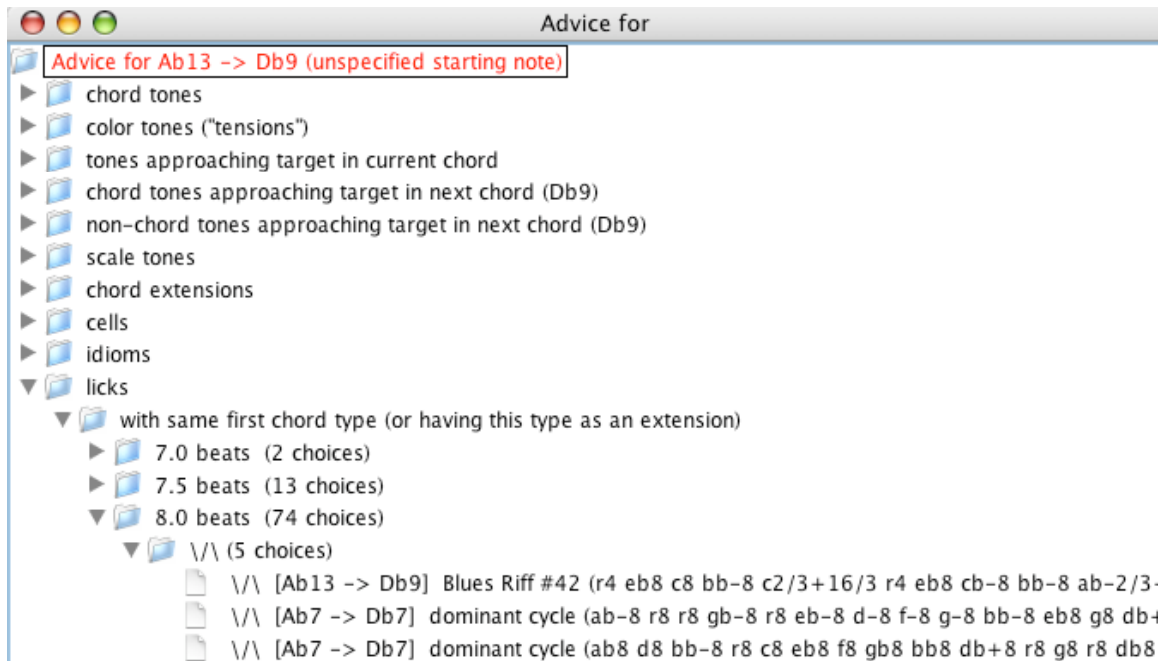 Advice for
Advice for Ab13 -> Db9 (unspecified starting note)
chord tones
color tones ("tensions")
tones approaching target in current chord
chord tones approaching target in next chord (Db9)
non-chord tones approaching target in next chord (Db9)
scale tones
chord extensions
cells
idioms
licks
with same first chord type (or having this type as an extension)
7.0 beats (2 choices)
7.5 beats (13 choices)
8.0 beats (74 choices)
\/\ (5 choices)
\/\ [Ab13 -> Db9] Blues Riff #42 (r4 eb8 c8 bb-8 c2/3+16/3 r4 eb8 cb-8 bb-8 ab-2/3-
\/\ [Ab7 -> Db7] dominant cycle (ab-8 r8 r8 gb-8 r8 eb-8 d-8 f-8 g-8 bb-8 eb8 g8 db+
\/\ [Ab7 -> Db7] dominant cycle (ab8 d8 bb-8 r8 c8 eb8 f8 gb8 bb8 db+8 r8 g8 r8 db8